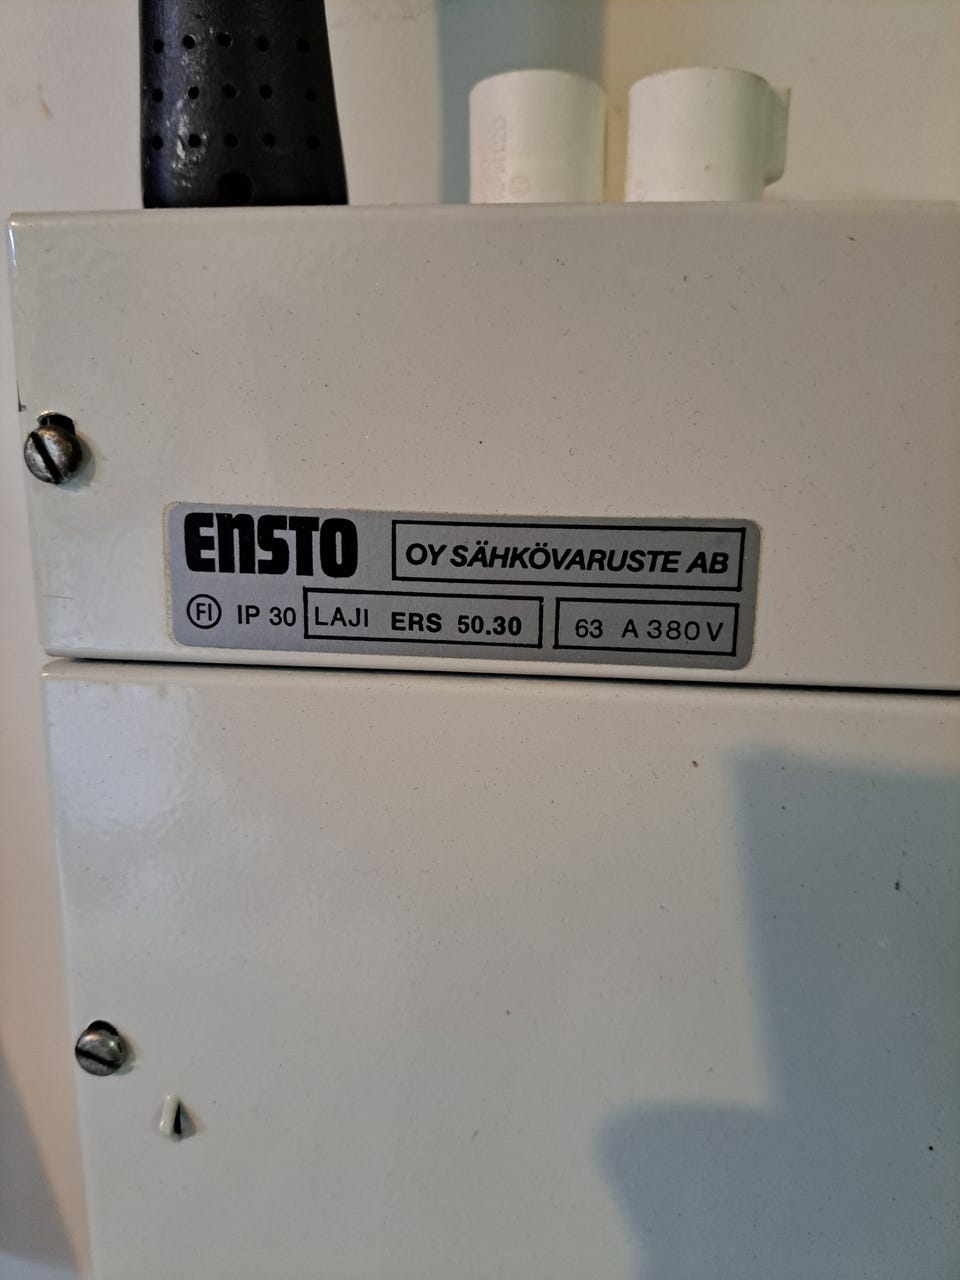 ENSTO OY SÄHKÖVARUSTE AB
FI IP 30 LAJI ERS 50.30 63 A 380 V